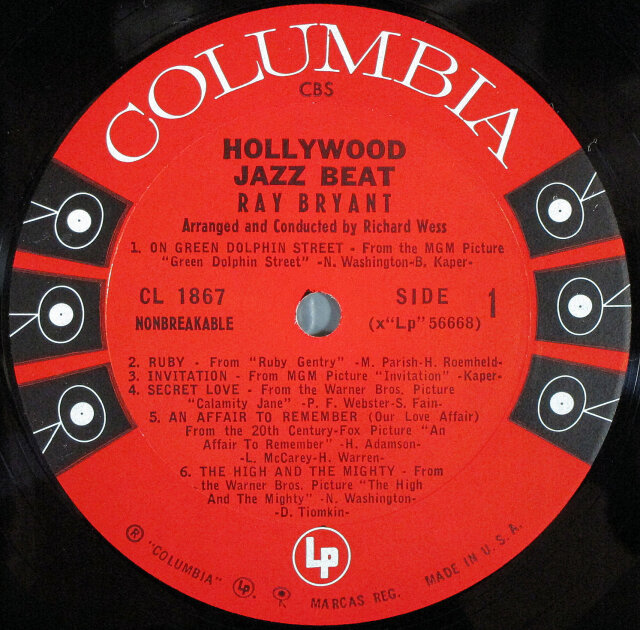 COLUMBIA
CBS
HOLLYWOOD
JAZZ BEAT
RAY BRYANT
Arranged and Conducted by Richard Wess
1. ON GREEN DOLPHIN STREET - From the MGM Picture
"Green Dolphin Street" -N. Washington-B. Kaper-
CL 1867 SIDE 1
NONBREAKABLE (x"Lp" 56668)
2. RUBY - From "Ruby Gentry" -M. Parish-H. Roemheld-
3. INVITATION - From MGM Picture "Invitation" -Kaper-
4. SECRET LOVE - From the Warner Bros. Picture
"Calamity Jane" -P. F. Webster-S. Fain-
5. AN AFFAIR TO REMEMBER (Our Love Affair)
From the 20th Century-Fox Picture "An
Affair To Remember" -H. Adamson-
-L. McCarey-H. Warren-
6. THE HIGH AND THE MIGHTY - From
the Warner Bros. Picture "The High
And The Mighty" -N. Washington-
-D. Tiomkin-
Lp
® "COLUMBIA" Lp MARCAS REG. MADE IN U.S.A.